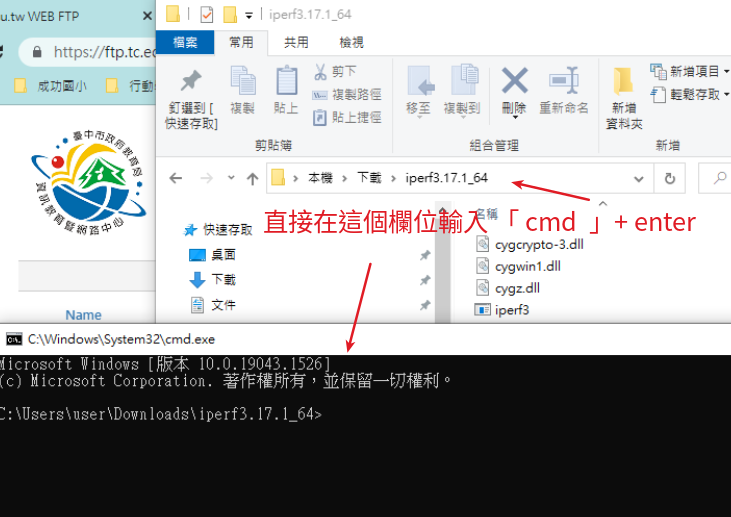 u.tw WEB FTP
iperf3.17.1_64
檔案 常用 共用 檢視
https://ftp.tc.ec
成功國小 行動
釘選到 [
快速存取]
複製
貼上
剪下
複製路徑
貼上捷徑
移至
複製到
刪除
重新命名
新增
資料夾
新增項目
輕鬆存取
剪貼簿 組合管理 新增
臺中市政府教育局
資訊教育暨網路中心
本機 下載 iperf3.17.1_64
直接在這個欄位輸入 「 cmd 」+ enter
快速存取
桌面
下載
文件
名稱
cygcrypto-3.dll
cygwin1.dll
cygz.dll
iperf3
Name
C:\Windows\System32\cmd.exe
Microsoft Windows [版本 10.0.19043.1526]
(c) Microsoft Corporation. 著作權所有，並保留一切權利。
C:\Users\user\Downloads\iperf3.17.1_64>